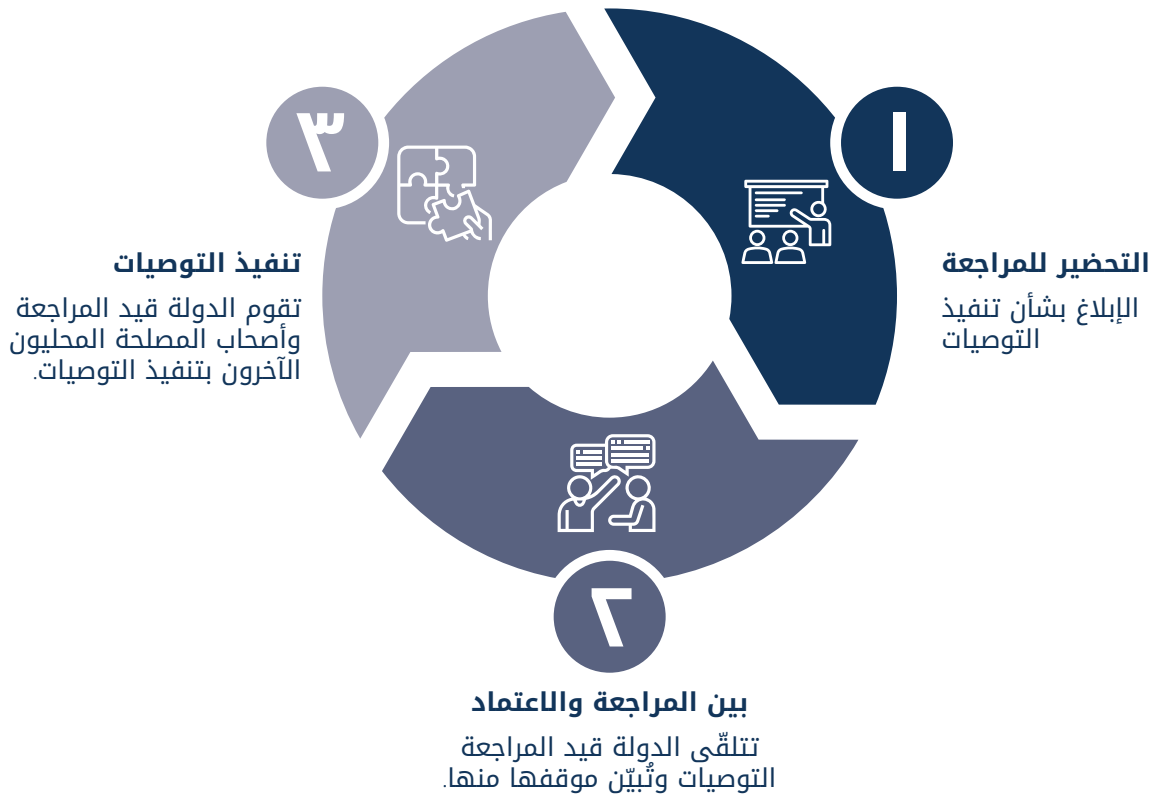 ١
التحضير للمراجعة
الإبلاغ بشأن تنفيذ
التوصيات
٢
بين المراجعة والاعتماد
تتلقّى الدولة قيد المراجعة
التوصيات وتُبيّن موقفها منها.
٣
تنفيذ التوصيات
تقوم الدولة قيد المراجعة
وأصحاب المصلحة المحليون
الآخرون بتنفيذ التوصيات.